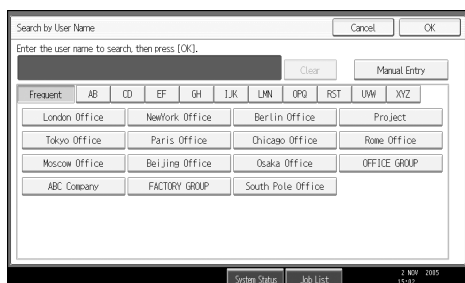 Search by User Name Cancel OK
Enter the user name to search, then press [OK].
Clear Manual Entry
Frequent AB CD EF GH IJK LMN OPQ RST UVW XYZ
London Office NewYork Office Berlin Office Project
Tokyo Office Paris Office Chicago Office Rome Office
Moscow Office Beijing Office Osaka Office OFFICE GROUP
ABC Company FACTORY GROUP South Pole Office
System Status Job List 2 NOV 2005
15:02